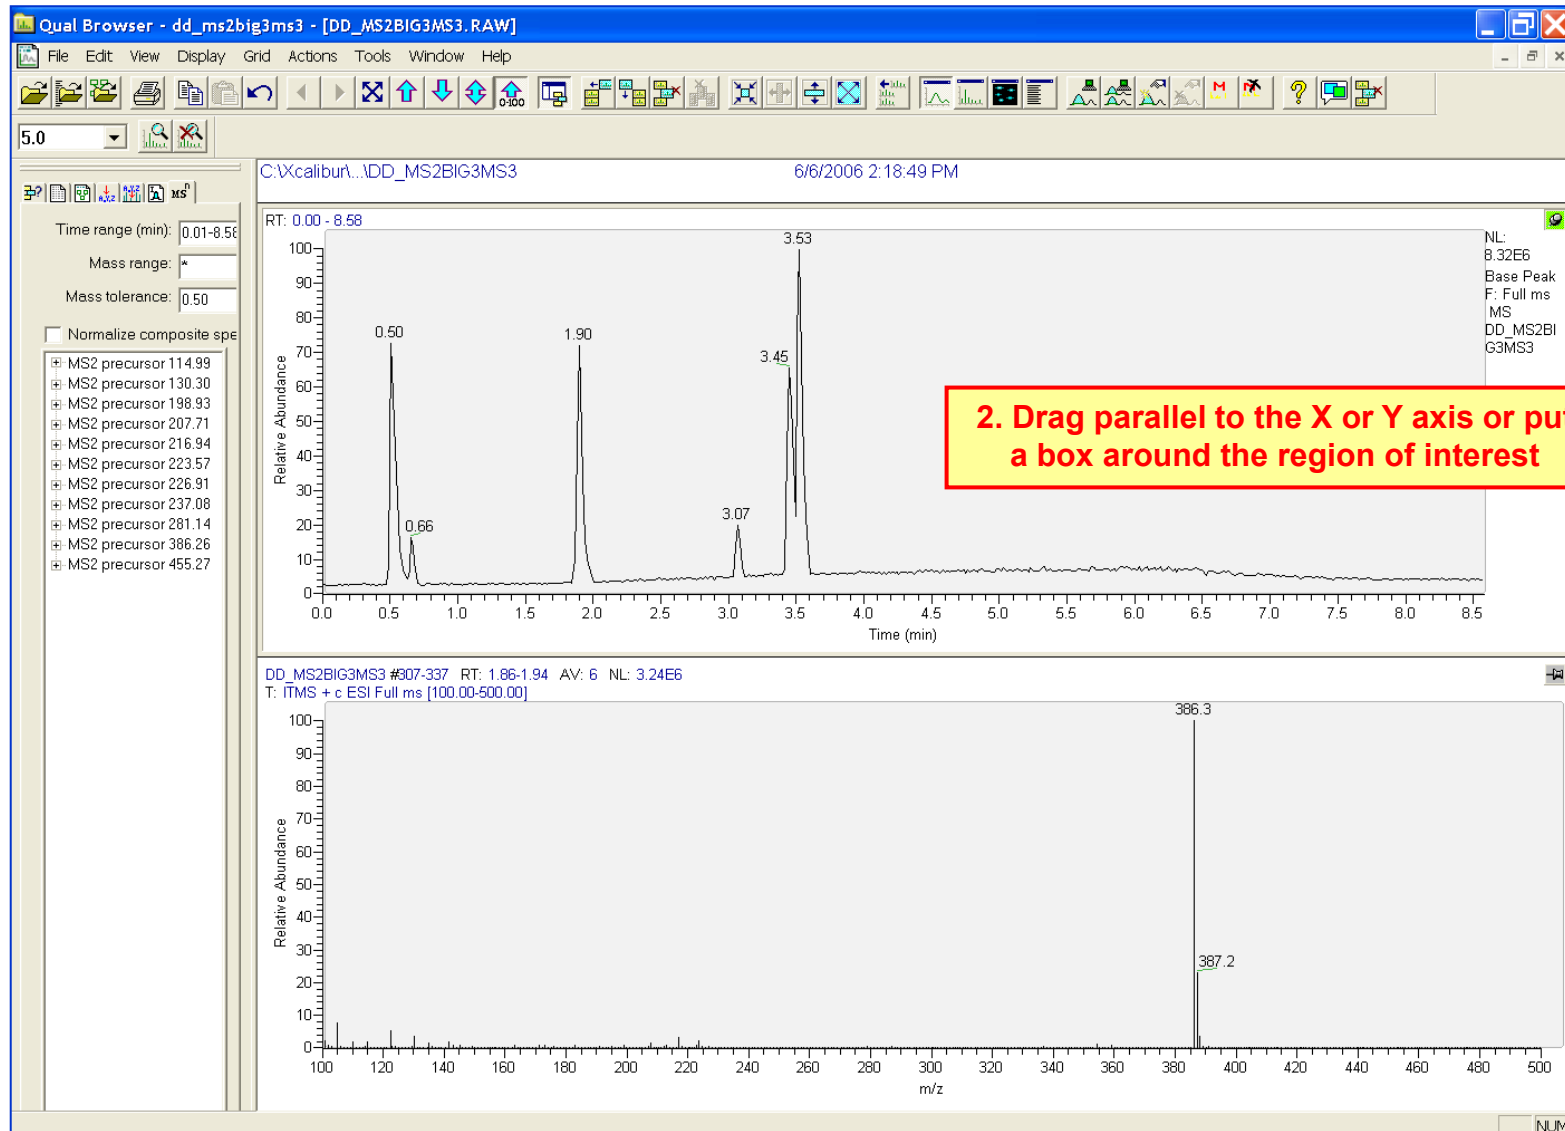 Qual Browser - dd_ms2big3ms3 - [DD_MS2BIG3MS3.RAW]
File Edit View Display Grid Actions Tools Window Help
0-100
5.0
MSn
Time range (min): 0.01-8.58
Mass range: *
Mass tolerance: 0.50
Normalize composite spe
MS2 precursor 114.99
MS2 precursor 130.30
MS2 precursor 198.93
MS2 precursor 207.71
MS2 precursor 216.94
MS2 precursor 223.57
MS2 precursor 226.91
MS2 precursor 237.08
MS2 precursor 281.14
MS2 precursor 386.26
MS2 precursor 455.27
C:\Xcalibur\...\DD_MS2BIG3MS3 6/6/2006 2:18:49 PM
RT: 0.00 - 8.58
NL:
8.32E6
Base Peak
F: Full ms
MS
DD_MS2BI
G3MS3
100
90
80
70
60
50
40
30
20
10
0
Relative Abundance
0.50
0.66
1.90
3.07
3.45
3.53
2. Drag parallel to the X or Y axis or put
a box around the region of interest
0.0 0.5 1.0 1.5 2.0 2.5 3.0 3.5 4.0 4.5 5.0 5.5 6.0 6.5 7.0 7.5 8.0 8.5
Time (min)
DD_MS2BIG3MS3 #307-337 RT: 1.86-1.94 AV: 6 NL: 3.24E6
T: ITMS + c ESI Full ms [100.00-500.00]
100
90
80
70
60
50
40
30
20
10
0
Relative Abundance
386.3
387.2
100 120 140 160 180 200 220 240 260 280 300 320 340 360 380 400 420 440 460 480 500
m/z
NUM